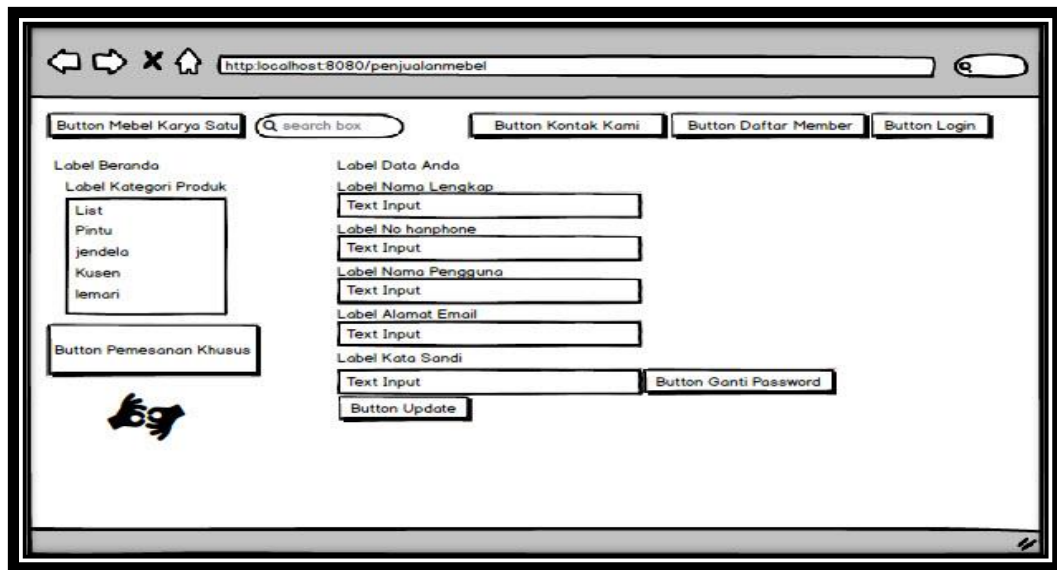 http:localhost:8080/penjualanmebel
Button Mebel Karya Satu search box Button Kontak Kami Button Daftar Member Button Login
Label Beranda
Label Kategori Produk
List
Pintu
jendela
Kusen
lemari
Button Pemesanan Khusus
Label Data Anda
Label Nama Lengkap
Text Input
Label No hanphone
Text Input
Label Nama Pengguna
Text Input
Label Alamat Email
Text Input
Label Kata Sandi
Text Input Button Ganti Password
Button Update